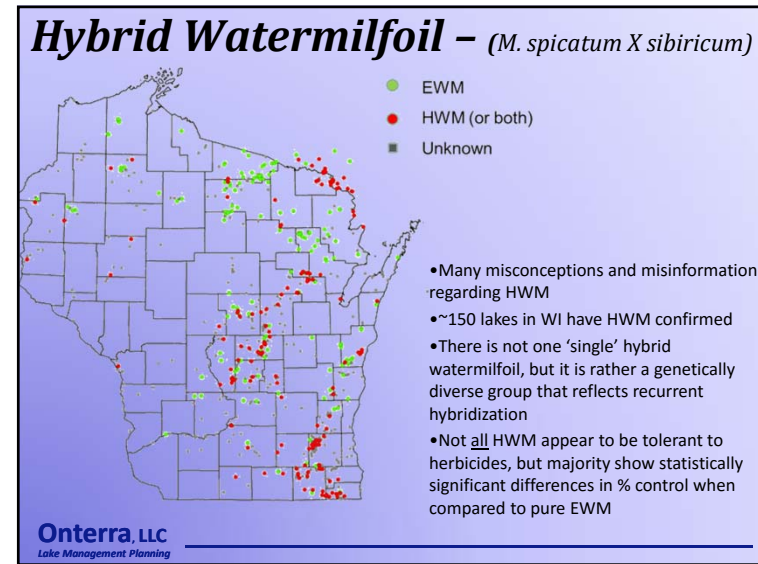 Hybrid Watermilfoil – (M. spicatum X sibiricum)
EWM
HWM (or both)
Unknown
•Many misconceptions and misinformation
regarding HWM
•~150 lakes in WI have HWM confirmed
•There is not one ‘single’ hybrid
watermilfoil, but it is rather a genetically
diverse group that reflects recurrent
hybridization
•Not all HWM appear to be tolerant to
herbicides, but majority show statistically
significant differences in % control when
compared to pure EWM
Onterra, LLC
Lake Management Planning